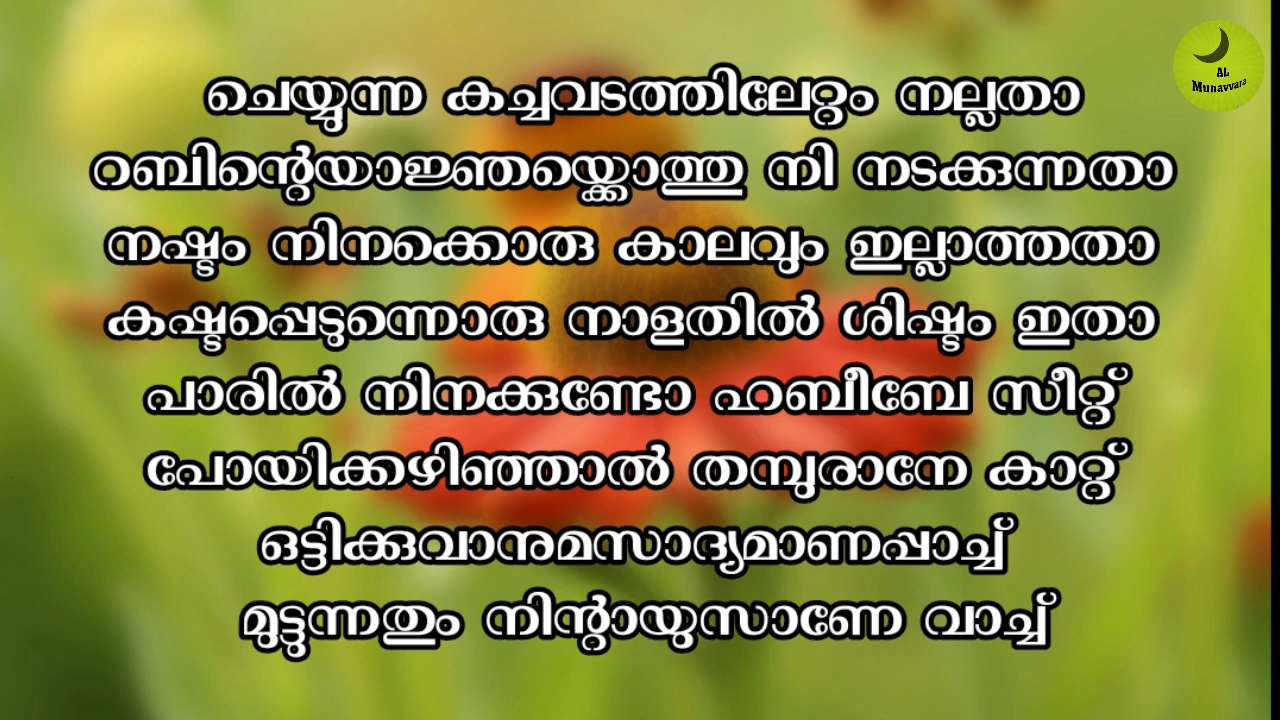 AL
Munavvara
ചെയ്യുന്ന കച്ചവടത്തിലേറ്റം നല്ലതാ
റബിന്റെയാജ്ഞയ്ക്കൊത്തു നി നടക്കുന്നതാ
നഷ്ടം നിനക്കൊരു കാലവും ഇല്ലാത്തതാ
കഷ്ടപ്പെടുന്നൊരു നാളതിൽ ശിഷ്ടം ഇതാ
പാരിൽ നിനക്കുണ്ടോ ഹബീബേ സീറ്റ്
പോയിക്കഴിഞ്ഞാൽ തമ്പുരാനേ കാറ്റ്
ഒട്ടിക്കുവാനുമസാദ്യമാണപ്പാച്ച്
മുട്ടുന്നതും നിന്റായുസാണേ വാച്ച്